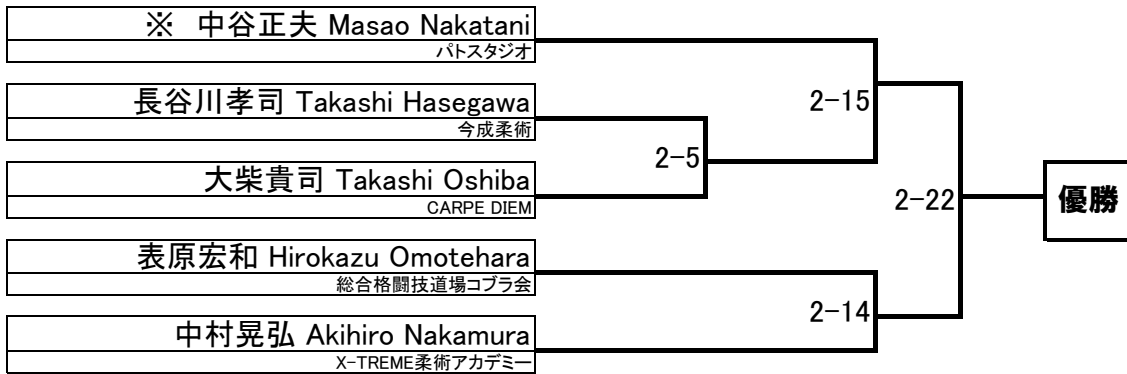 ※ 中谷正夫 Masao Nakatani
パトスタジオ
長谷川孝司 Takashi Hasegawa
今成柔術
2-15
2-5
大柴貴司 Takashi Oshiba
CARPE DIEM
2-22
優勝
表原宏和 Hirokazu Omotehara
総合格闘技道場コブラ会
2-14
中村晃弘 Akihiro Nakamura
X-TREME柔術アカデミー